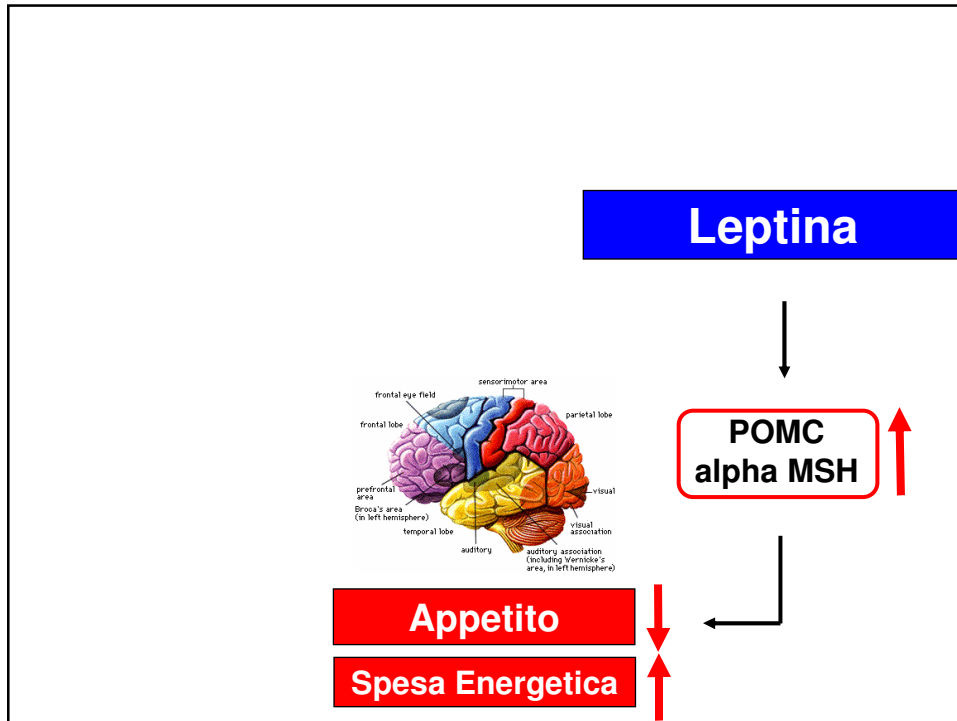 Leptina
sensorimotor area
frontal eye field
parietal lobe
frontal lobe
POMC
alpha MSH
prefrontal
area
visual
Broca's area
(in left hemisphere)
visual
association
temporal lobe
auditory
auditory association
(including Wernicke's
area, in left hemisphere)
Appetito
Spesa Energetica